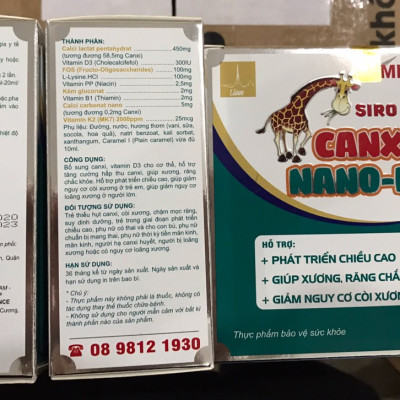 THÀNH PHẦN:
Calci lactat pentahydrat 450mg
(tương đương 58,5mg Canxi)
Vitamin D3 (Cholecalciferol) 300IU
FOS (Fructo-Oligosaccharides) 100mg
L-Lysine.HCl 100mg
Vitamin PP (Niacin) 2,5mg
Kẽm gluconat 2mg
Vitamin B1 (Thiamin) 2mg
Calci carbonat nano 5mg
(tương đương 0,2mg Canxi)
Vitamin K2 (MK7) 2000ppm 25mcg
Phụ liệu: Đường, nước, hương thơm (vani, sữa,
socola, hoa quả), natri benzoat, kali sorbat,
xanthangum, Caramel I (Plain caramel) vừa đủ
10ml.
CÔNG DỤNG:
Bổ sung canxi, vitamin D3 cho cơ thể, hỗ trợ
tăng cường hấp thu canxi, giúp xương, răng
chắc khỏe. Hỗ trợ phát triển chiều cao, giúp giảm
nguy cơ còi xương ở trẻ em, giúp giảm nguy cơ
loãng xương ở người lớn.
ĐỐI TƯỢNG SỬ DỤNG:
Trẻ thiếu hụt canxi, còi xương, chậm mọc răng,
suy dinh dưỡng, trẻ trong giai đoạn phát triển
chiều cao, phụ nữ có thai và cho con bú, phụ nữ
chuẩn bị mang thai, phụ nữ thời kỳ tiền mãn kinh,
mãn kinh, người hạ canxi huyết, người bị loãng
xương hoặc có nguy cơ loãng xương.
HẠN SỬ DỤNG:
36 tháng kể từ ngày sản xuất. Ngày sản xuất và
hạn sử dụng in trên bao bì.
* Chú ý:
- Thực phẩm này không phải là thuốc, không có
tác dụng thay thế thuốc chữa bệnh.
- Không sử dụng cho người mẫn cảm với bất kì
thành phần nào của sản phẩm.
08 9812 1930
SIRO
CANX
NANO-
HỖ TRỢ:
+ PHÁT TRIỂN CHIỀU CAO
+ GIÚP XƯƠNG, RĂNG CHẮ
+ GIẢM NGUY CƠ CÒI XƯƠN
Thực phẩm bảo vệ sức khỏe